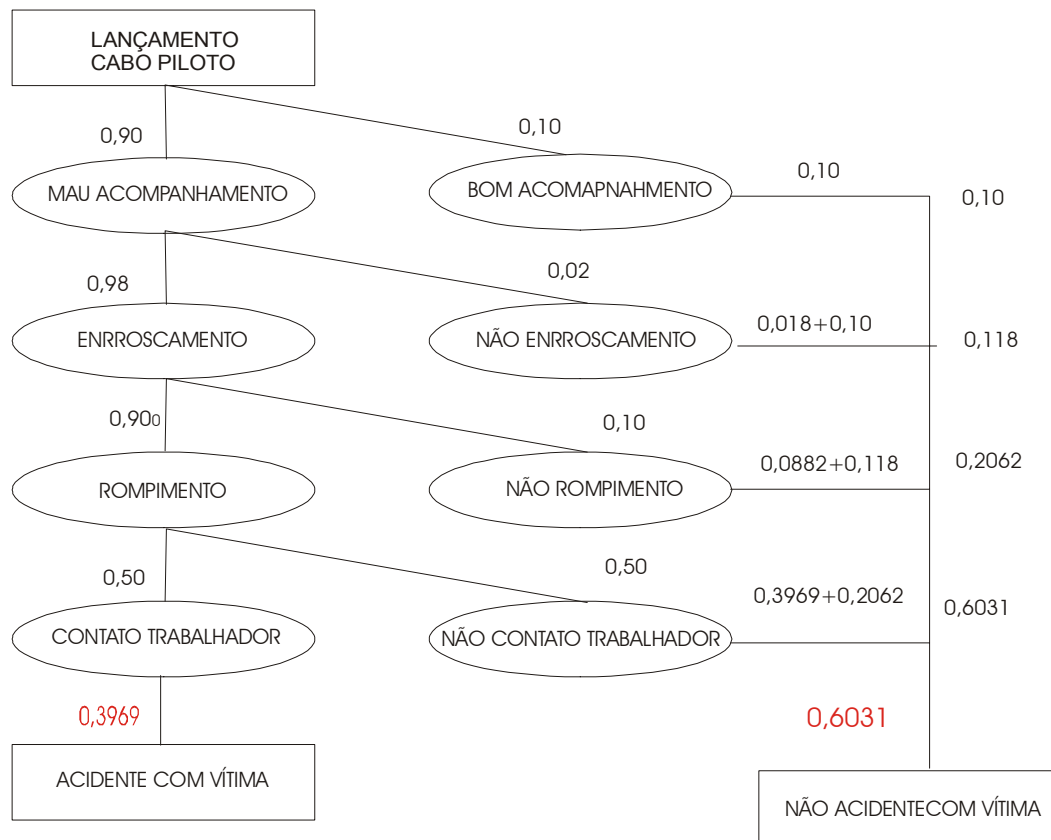 LANÇAMENTO
CABO PILOTO
0,90
0,10
MAU ACOMPANHAMENTO
BOM ACOMAPNAHMENTO
0,10
0,10
0,98
0,02
ENRROSCAMENTO
NÃO ENRROSCAMENTO
0,018+0,10
0,118
0,900
0,10
ROMPIMENTO
NÃO ROMPIMENTO
0,0882+0,118
0,2062
0,50
0,50
CONTATO TRABALHADOR
NÃO CONTATO TRABALHADOR
0,3969+0,2062
0,6031
0,3969
0,6031
ACIDENTE COM VÍTIMA
NÃO ACIDENTECOM VÍTIMA